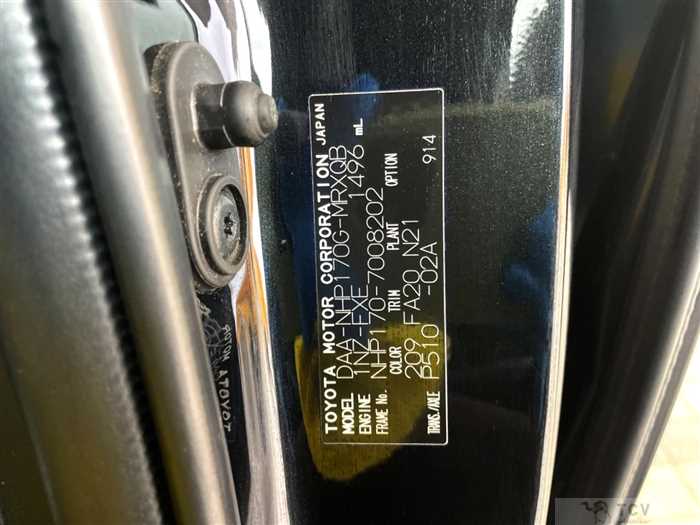 TOYOTA MOTOR CORPORATION JAPAN
MODEL DAA-NHP170G-MRXQB
ENGINE 1NZ-FXE 1496 mL
FRAME No. NHP170-7008202
COLOR TRIM PLANT OPTION
209 FA20 N21
TRANS./AXLE P510 -02A 914
TCV